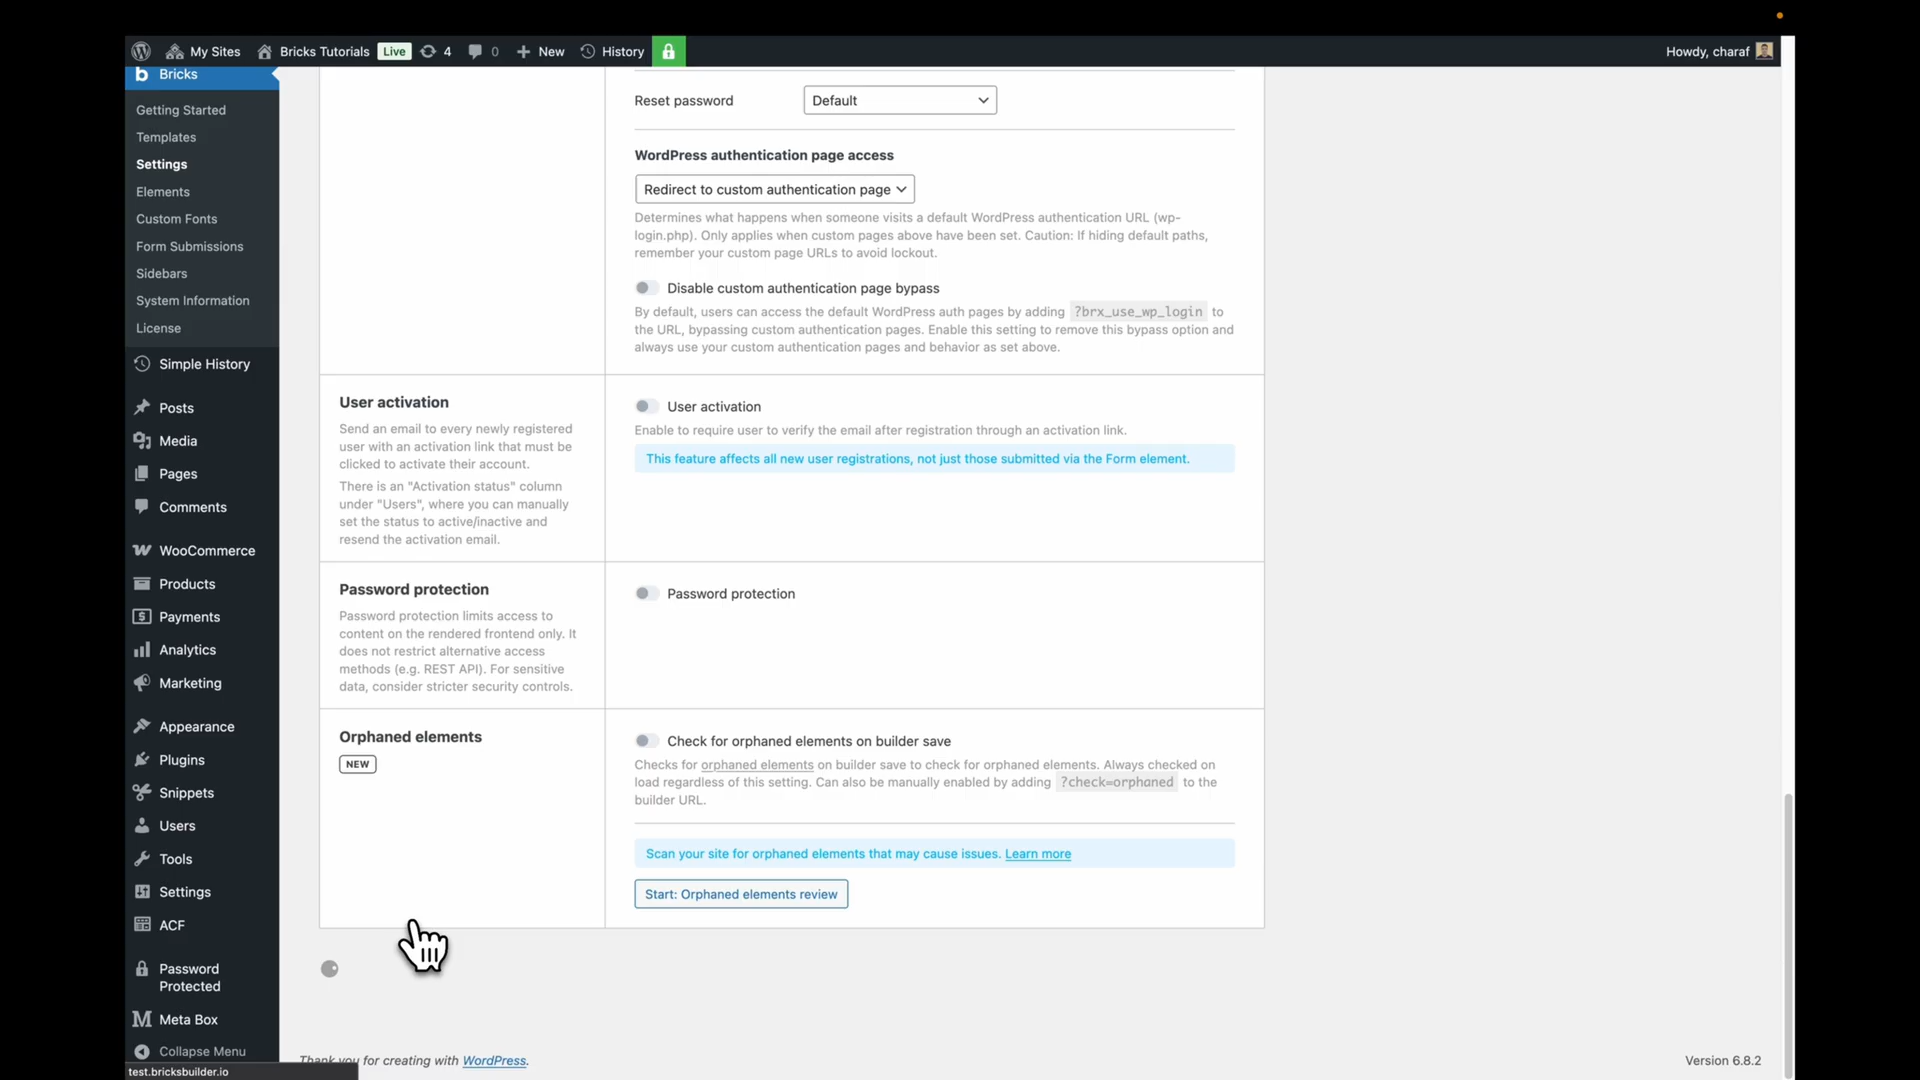 My Sites Bricks Tutorials Live 4 0 New History Howdy, charaf
Bricks
Getting Started
Templates
Settings
Elements
Custom Fonts
Form Submissions
Sidebars
System Information
License
Simple History
Posts
Media
Pages
Comments
WooCommerce
Products
Payments
Analytics
Marketing
Appearance
Plugins
Snippets
Users
Tools
Settings
ACF
Password
Protected
Meta Box
Collapse Menu
test.bricksbuilder.io
Reset password Default
WordPress authentication page access
Redirect to custom authentication page
Determines what happens when someone visits a default WordPress authentication URL (wp-
login.php). Only applies when custom pages above have been set. Caution: If hiding default paths,
remember your custom page URLs to avoid lockout.
Disable custom authentication page bypass
By default, users can access the default WordPress auth pages by adding ?brx_use_wp_login to
the URL, bypassing custom authentication pages. Enable this setting to remove this bypass option and
always use your custom authentication pages and behavior as set above.
User activation
Send an email to every newly registered
user with an activation link that must be
clicked to activate their account.
There is an "Activation status" column
under "Users", where you can manually
set the status to active/inactive and
resend the activation email.
User activation
Enable to require user to verify the email after registration through an activation link.
This feature affects all new user registrations, not just those submitted via the Form element.
Password protection
Password protection limits access to
content on the rendered frontend only. It
does not restrict alternative access
methods (e.g. REST API). For sensitive
data, consider stricter security controls.
Password protection
Orphaned elements
NEW
Check for orphaned elements on builder save
Checks for orphaned elements on builder save to check for orphaned elements. Always checked on
load regardless of this setting. Can also be manually enabled by adding ?check=orphaned to the
builder URL.
Scan your site for orphaned elements that may cause issues. Learn more
Start: Orphaned elements review
Thank you for creating with WordPress.
Version 6.8.2